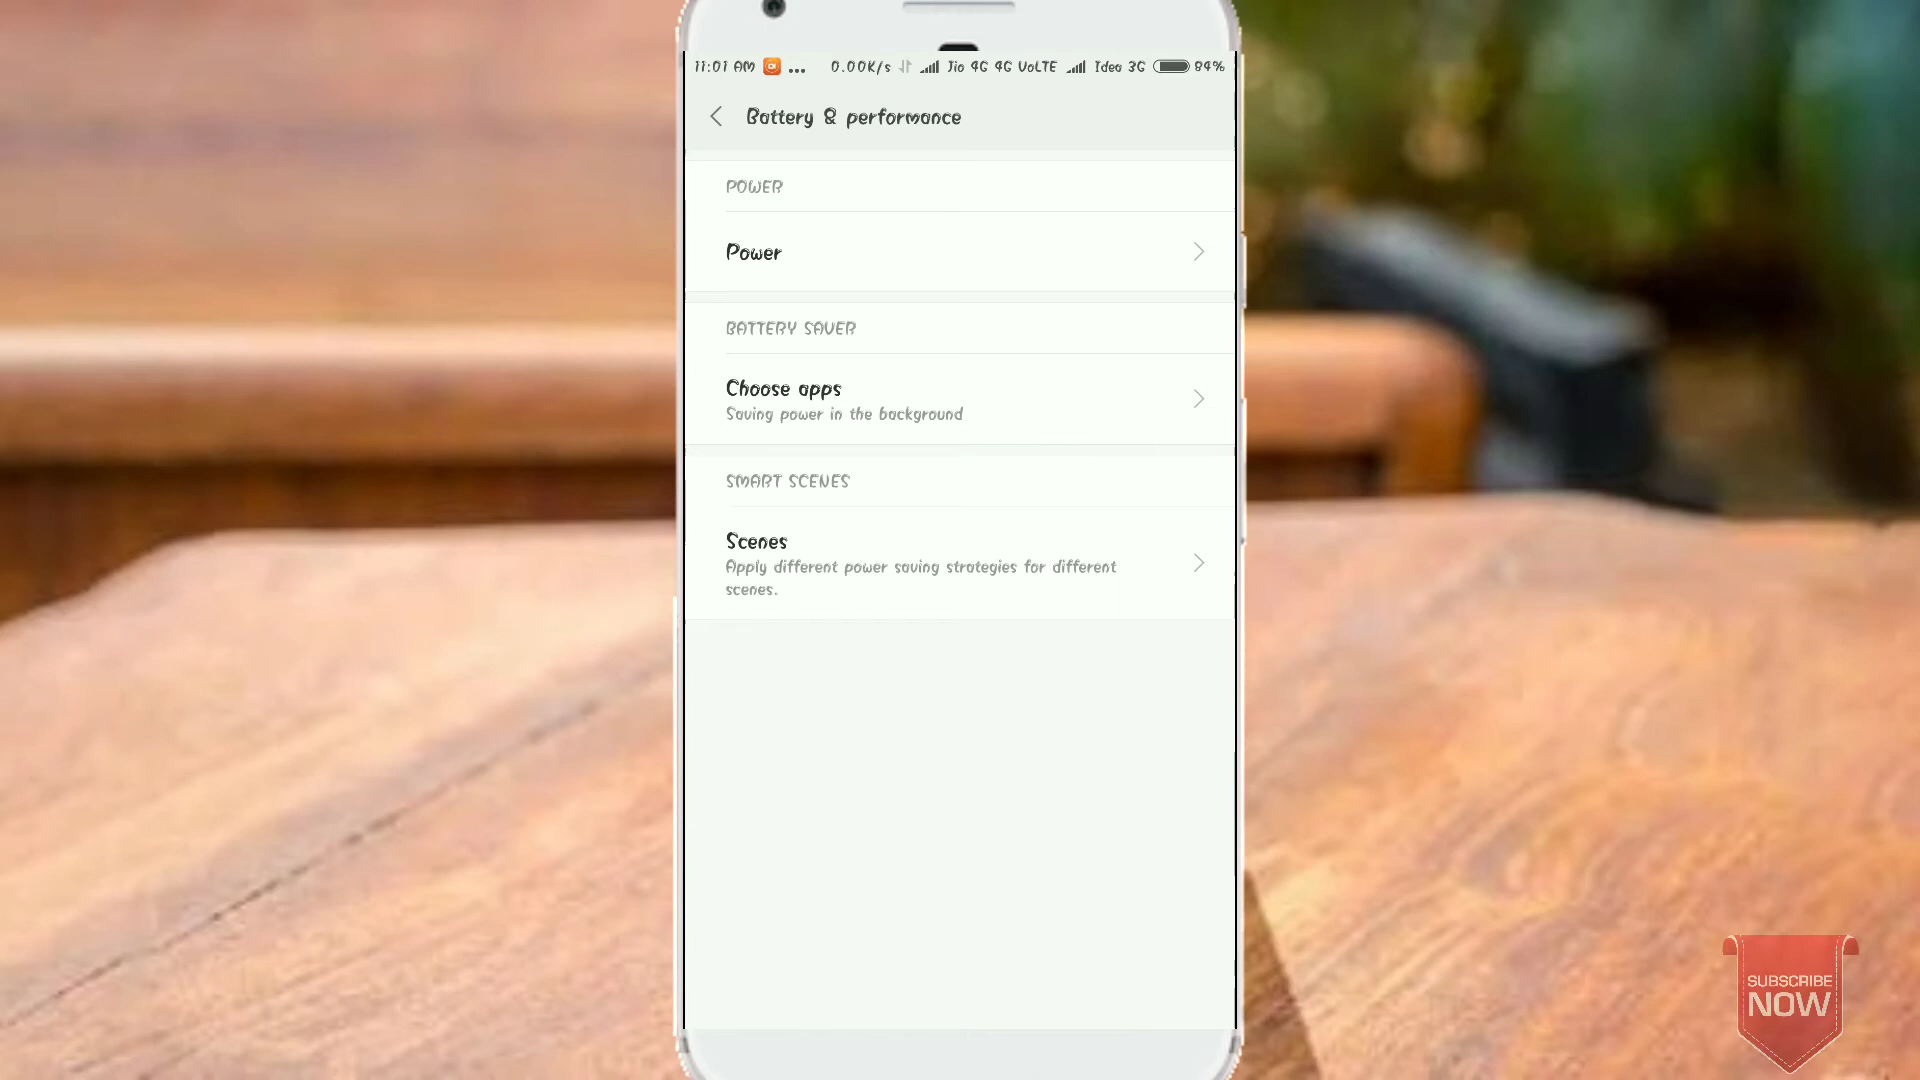 11:01 AM ... 0.00K/s Jio 4G 4G VoLTE Idea 3G 84%
Battery & performance
POWER
Power
BATTERY SAVER
Choose apps
Saving power in the background
SMART SCENES
Scenes
Apply different power saving strategies for different
scenes.
SUBSCRIBE
NOW